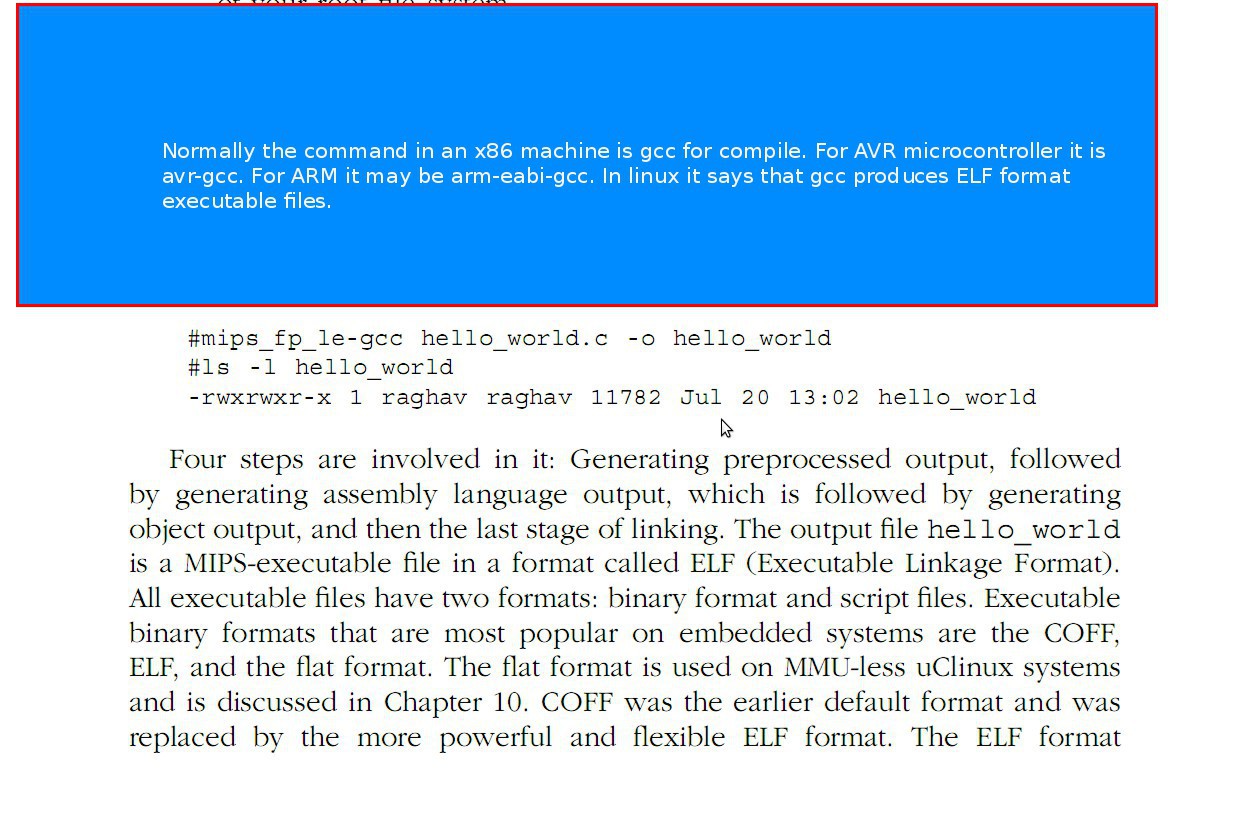 of your root file system
Normally the command in an x86 machine is gcc for compile. For AVR microcontroller it is
avr-gcc. For ARM it may be arm-eabi-gcc. In linux it says that gcc produces ELF format
executable files.
#mips_fp_le-gcc hello_world.c -o hello_world
#ls -l hello_world
-rwxrwxr-x 1 raghav raghav 11782 Jul 20 13:02 hello_world
Four steps are involved in it: Generating preprocessed output, followed
by generating assembly language output, which is followed by generating
object output, and then the last stage of linking. The output file hello_world
is a MIPS-executable file in a format called ELF (Executable Linkage Format).
All executable files have two formats: binary format and script files. Executable
binary formats that are most popular on embedded systems are the COFF,
ELF, and the flat format. The flat format is used on MMU-less uClinux systems
and is discussed in Chapter 10. COFF was the earlier default format and was
replaced by the more powerful and flexible ELF format. The ELF format